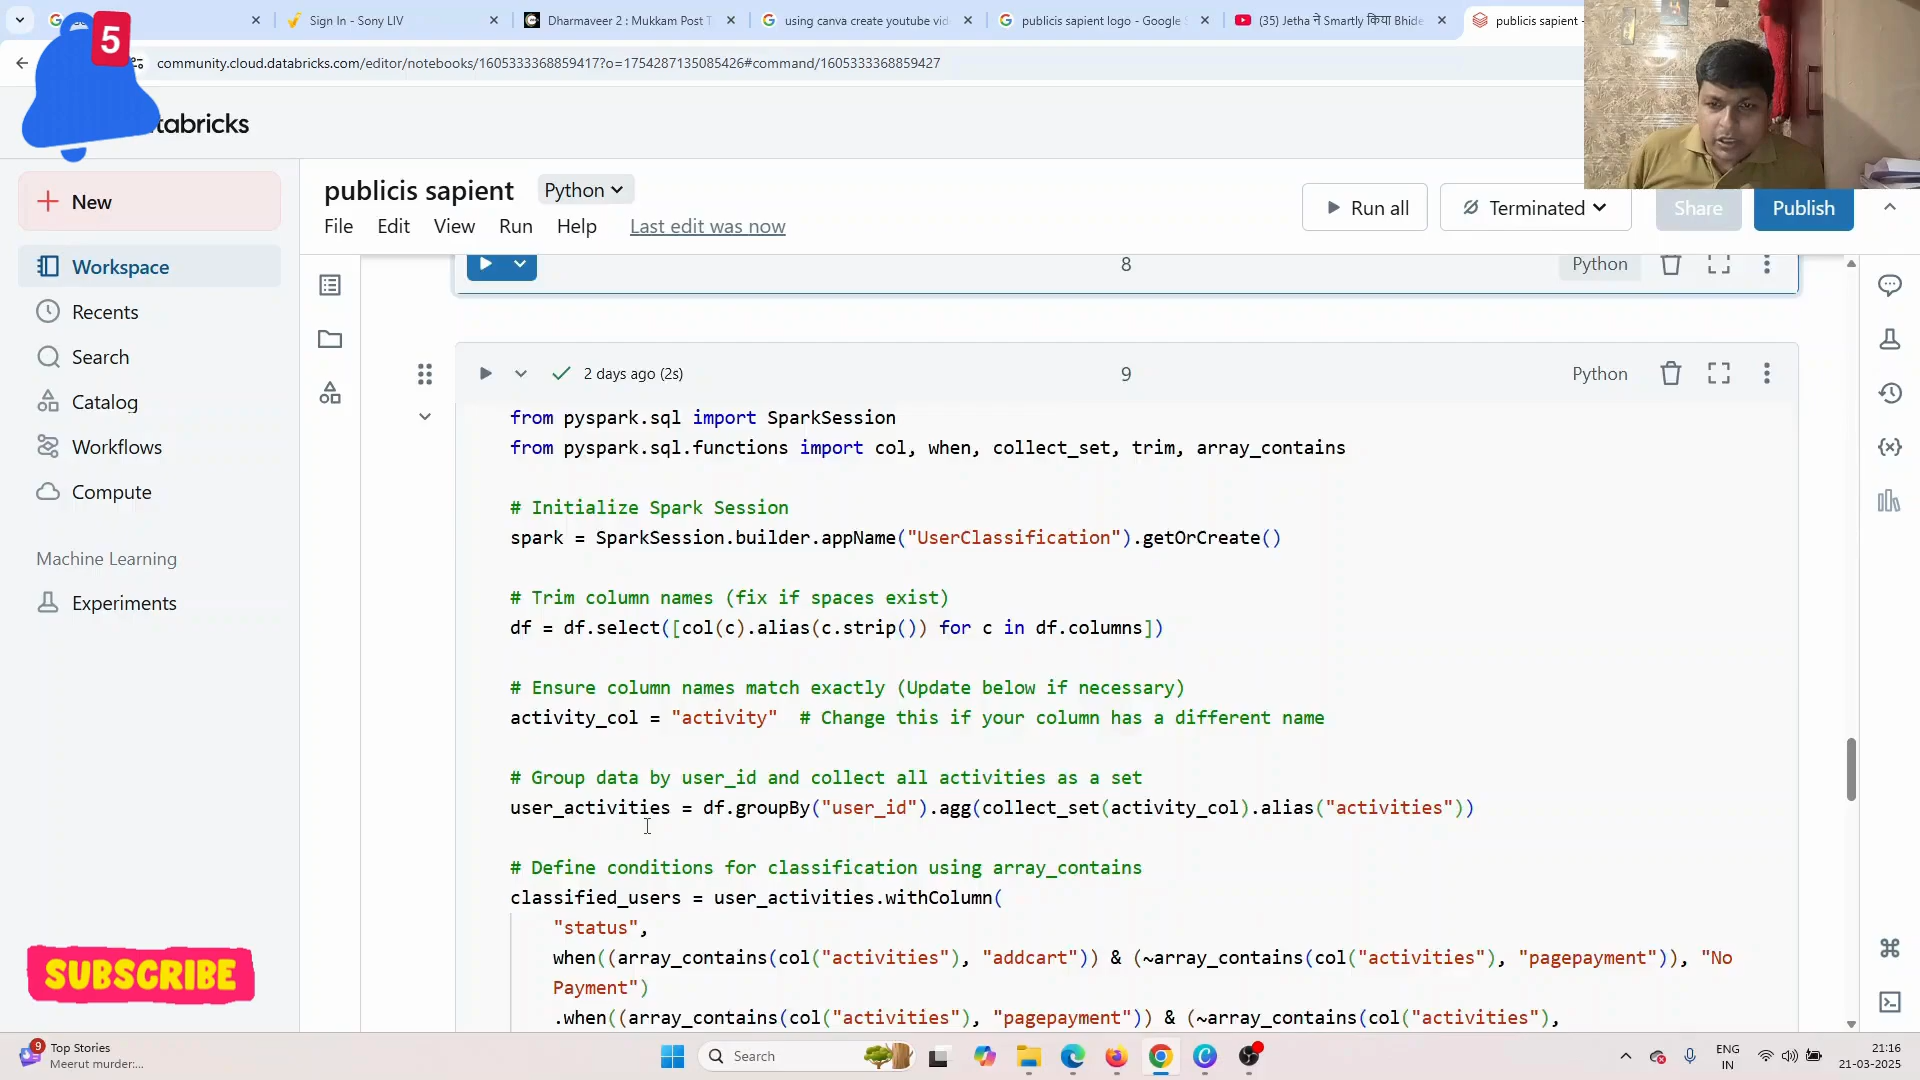 Sign In - Sony LIV
Dharmaveer 2 : Mukkam Post T
using canva create youtube vid
publicis sapient logo - Google S
(35) Jetha ने Smartly किया Bhide
publicis sapient -
5
community.cloud.databricks.com/editor/notebooks/1605333368859417?o=1754287135085426#command/1605333368859427
tabricks
New
Workspace
Recents
Search
Catalog
Workflows
Compute
Machine Learning
Experiments
publicis sapient
Python
File Edit View Run Help Last edit was now
Run all
Terminated
Share
Publish
8
Python
2 days ago (2s)
9
Python
from pyspark.sql import SparkSession
from pyspark.sql.functions import col, when, collect_set, trim, array_contains
# Initialize Spark Session
spark = SparkSession.builder.appName("UserClassification").getOrCreate()
# Trim column names (fix if spaces exist)
df = df.select([col(c).alias(c.strip()) for c in df.columns])
# Ensure column names match exactly (Update below if necessary)
activity_col = "activity"  # Change this if your column has a different name
# Group data by user_id and collect all activities as a set
user_activities = df.groupBy("user_id").agg(collect_set(activity_col).alias("activities"))
# Define conditions for classification using array_contains
classified_users = user_activities.withColumn(
"status",
when((array_contains(col("activities"), "addcart")) & (~array_contains(col("activities"), "pagepayment")), "No
Payment")
.when((array_contains(col("activities"), "pagepayment")) & (~array_contains(col("activities"),
SUBSCRIBE
9
Top Stories
Meerut murder:...
Search
ENG
IN
21:16
21-03-2025